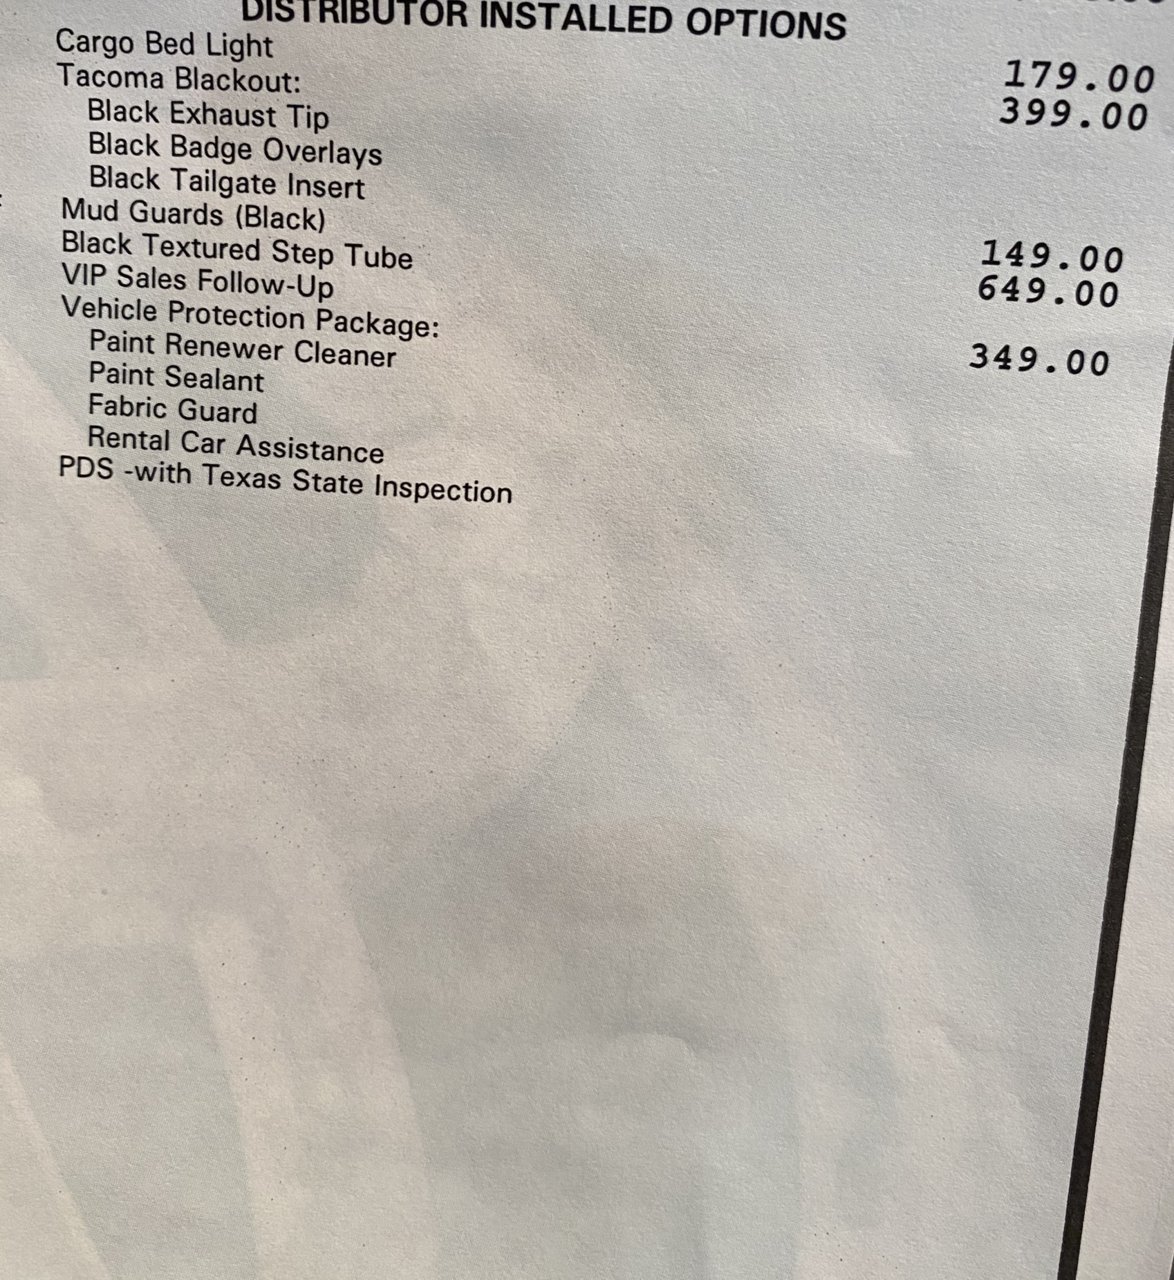 DISTRIBUTOR INSTALLED OPTIONS
Cargo Bed Light 179.00
Tacoma Blackout: 399.00
Black Exhaust Tip
Black Badge Overlays
Black Tailgate Insert
Mud Guards (Black) 149.00
Black Textured Step Tube 649.00
VIP Sales Follow-Up
Vehicle Protection Package: 349.00
Paint Renewer Cleaner
Paint Sealant
Fabric Guard
Rental Car Assistance
PDS -with Texas State Inspection